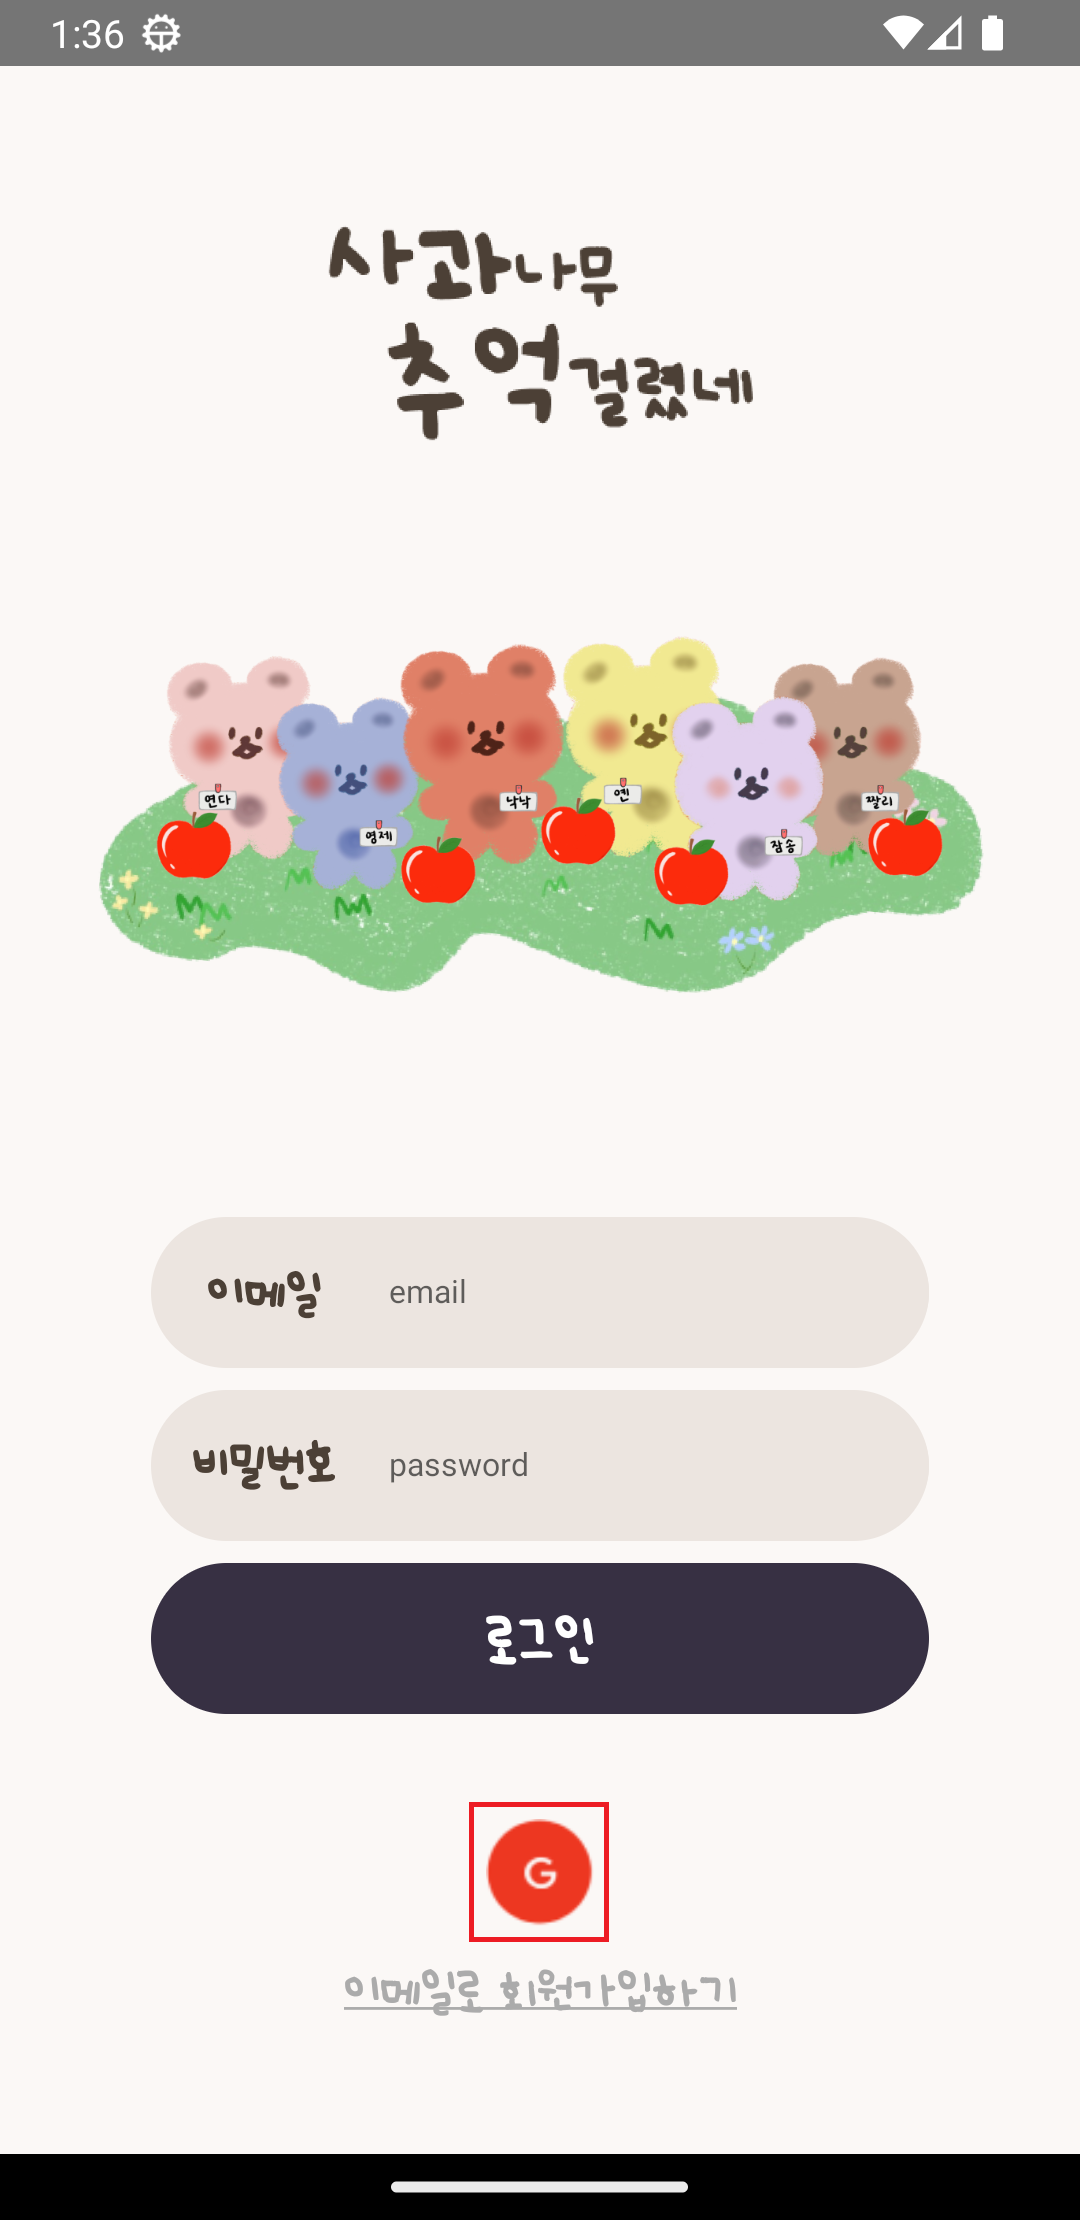 1:36
사과나무
추억걸렸네
연다
영제
낙낙
옌
잠송
짤리
이메일 email
비밀번호 password
로그인
G
이메일로 회원가입하기